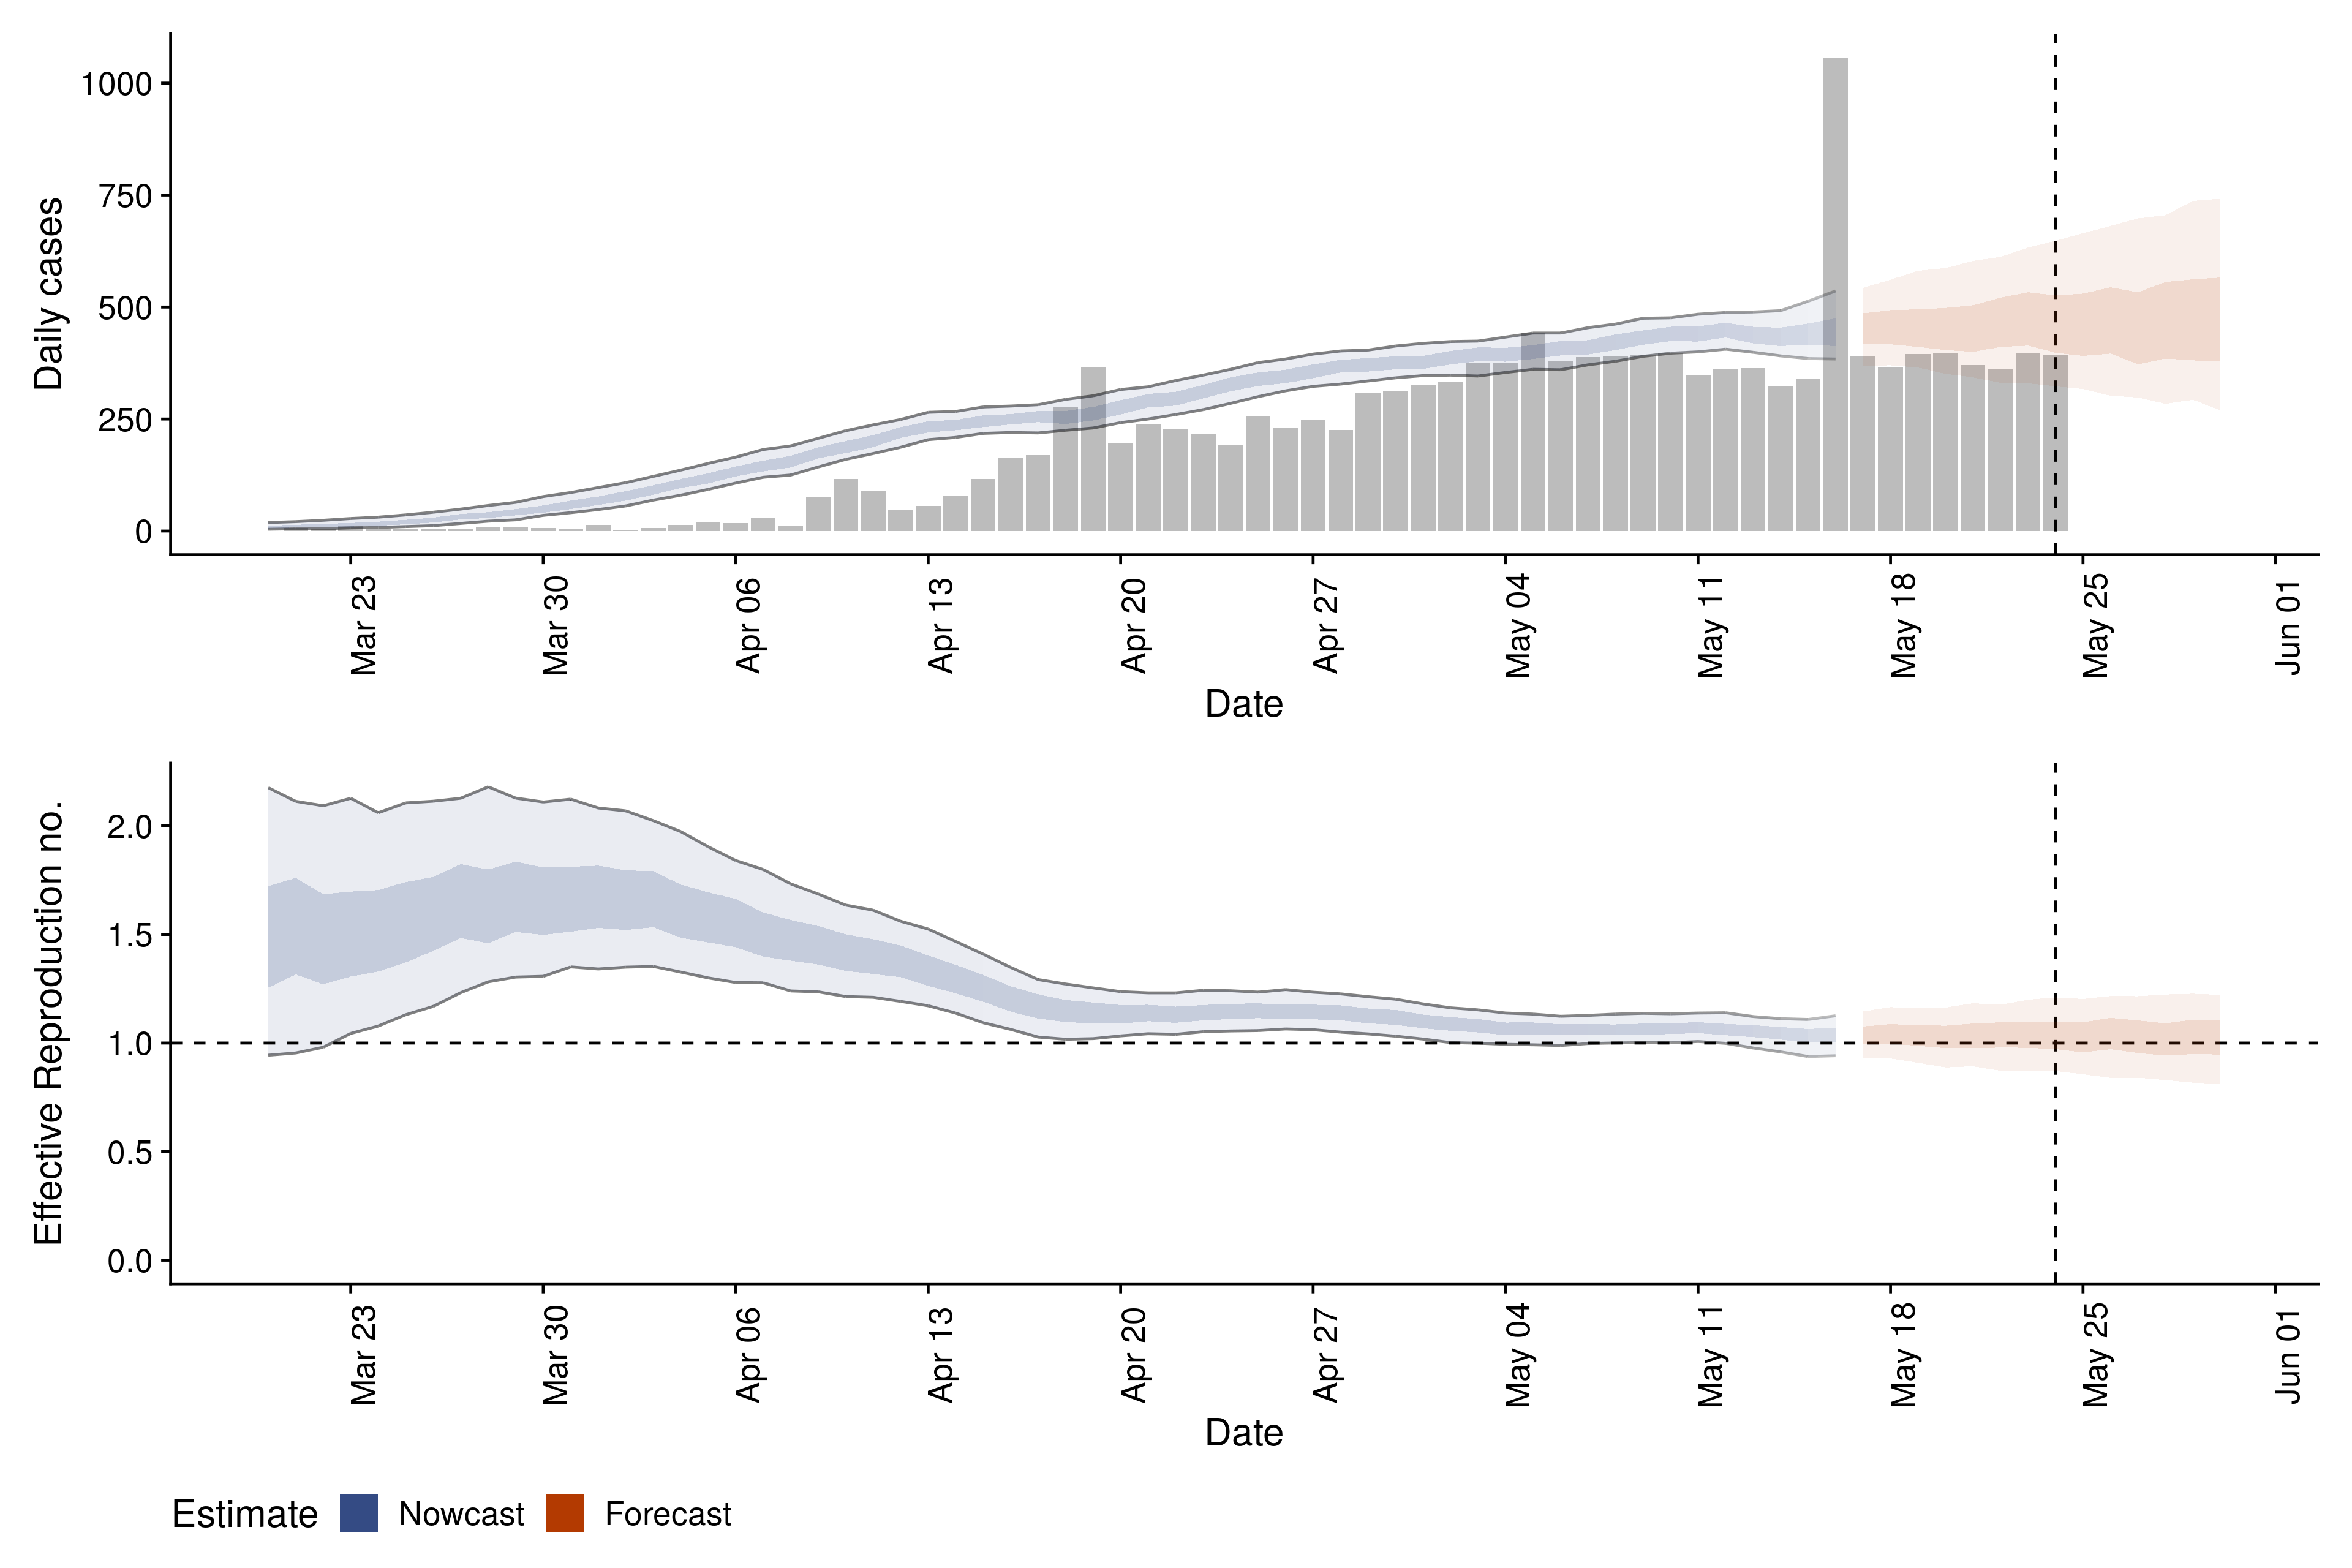 Daily cases
1000
750
500
250
0
Mar 23
Mar 30
Apr 06
Apr 13
Apr 20
Apr 27
May 04
May 11
May 18
May 25
Jun 01
Date
Effective Reproduction no.
2.0
1.5
1.0
0.5
0.0
Mar 23
Mar 30
Apr 06
Apr 13
Apr 20
Apr 27
May 04
May 11
May 18
May 25
Jun 01
Date
Estimate Nowcast Forecast